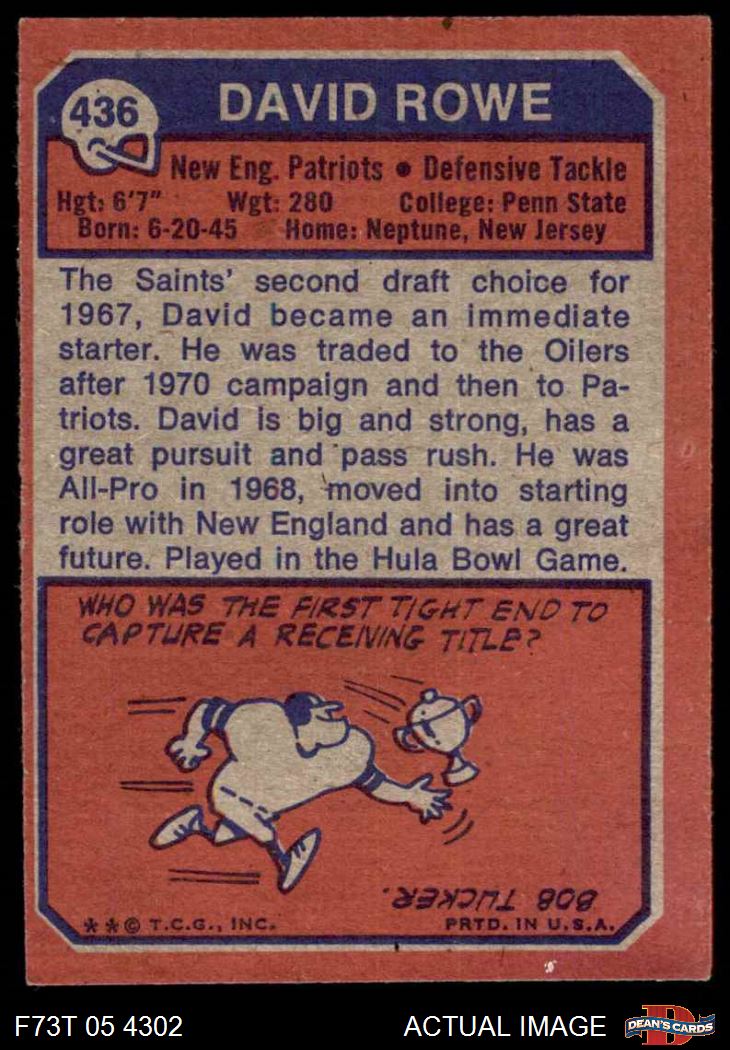 436
DAVID ROWE
New Eng. Patriots • Defensive Tackle
Hgt: 6'7" Wgt: 280 College: Penn State
Born: 6-20-45 Home: Neptune, New Jersey
The Saints' second draft choice for
1967, David became an immediate
starter. He was traded to the Oilers
after 1970 campaign and then to Pa-
triots. David is big and strong, has a
great pursuit and pass rush. He was
All-Pro in 1968, moved into starting
role with New England and has a great
future. Played in the Hula Bowl Game.
WHO WAS THE FIRST TIGHT END TO
CAPTURE A RECEIVING TITLE?
BOB TUCKER.
**© T.C.G., INC. PRTD. IN U.S.A.
F73T 05 4302 ACTUAL IMAGE D DEAN'S CARDS